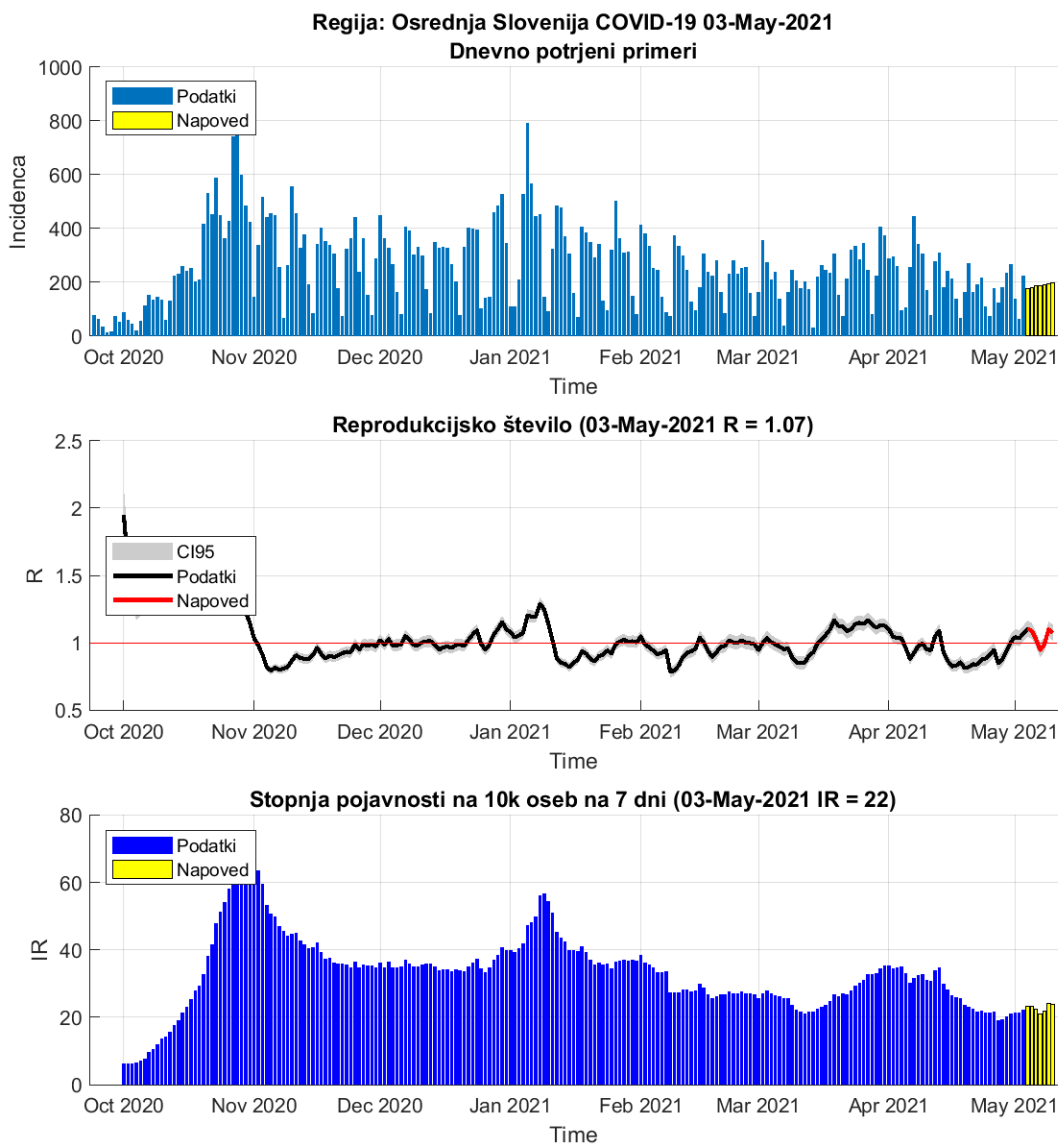 Regija: Osrednja Slovenija COVID-19 03-May-2021
Dnevno potrjeni primeri
1000
800
600
400
200
0
Incidenca
Podatki
Napoved
Oct 2020 Nov 2020 Dec 2020 Jan 2021 Feb 2021 Mar 2021 Apr 2021 May 2021
Time
Reprodukcijsko število (03-May-2021 R = 1.07)
2.5
2
1.5
1
0.5
R
CI95
Podatki
Napoved
Oct 2020 Nov 2020 Dec 2020 Jan 2021 Feb 2021 Mar 2021 Apr 2021 May 2021
Time
Stopnja pojavnosti na 10k oseb na 7 dni (03-May-2021 IR = 22)
80
60
40
20
0
IR
Podatki
Napoved
Oct 2020 Nov 2020 Dec 2020 Jan 2021 Feb 2021 Mar 2021 Apr 2021 May 2021
Time